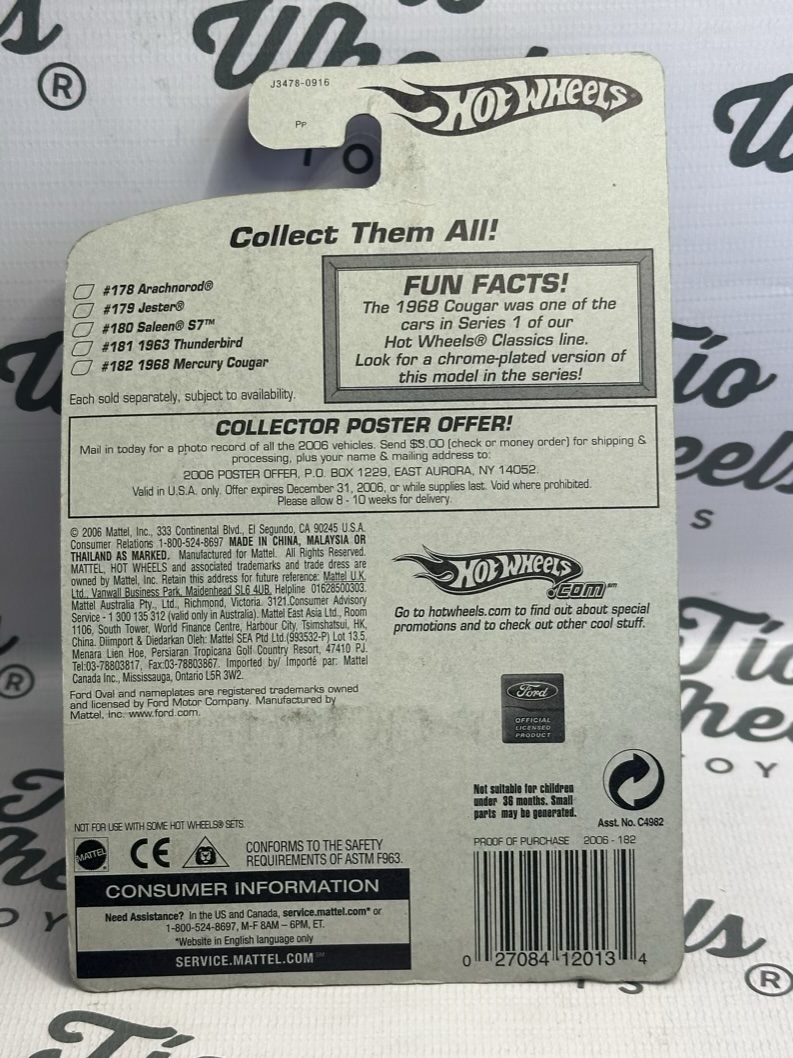 J3478-0916
PP
HOT WHEELS
Collect Them All!
#178 Arachnorod®
#179 Jester®
#180 Saleen® S7™
#181 1963 Thunderbird
#182 1968 Mercury Cougar
Each sold separately, subject to availability.
FUN FACTS!
The 1968 Cougar was one of the
cars in Series 1 of our
Hot Wheels® Classics line.
Look for a chrome-plated version of
this model in the series!
COLLECTOR POSTER OFFER!
Mail in today for a photo record of all the 2006 vehicles. Send $3.00 (check or money order) for shipping &
processing, plus your name & mailing address to:
2006 POSTER OFFER, P.O. BOX 1229, EAST AURORA, NY 14052.
Valid in U.S.A. only. Offer expires December 31, 2006, or while supplies last. Void where prohibited.
Please allow 8 - 10 weeks for delivery.
© 2006 Mattel, Inc., 333 Continental Blvd., El Segundo, CA 90245 U.S.A.
Consumer Relations 1-800-524-8697 MADE IN CHINA, MALAYSIA OR
THAILAND AS MARKED. Manufactured for Mattel. All Rights Reserved.
MATTEL, HOT WHEELS and associated trademarks and trade dress are
owned by Mattel, Inc. Retain this address for future reference: Mattel U.K.
Ltd., Vanwall Business Park, Maidenhead SL6 4UB. Helpline 01628500303.
Mattel Australia Pty., Ltd., Richmond, Victoria. 3121.Consumer Advisory
Service - 1 300 135 312 (valid only in Australia). Mattel East Asia Ltd., Room
1106, South Tower, World Finance Centre, Harbour City, Tsimshatsui, HK,
China. Diimport & Diedarkan Oleh: Mattel SEA Ptd Ltd.(993532-P) Lot 13.5,
Menara Lien Hoe, Persiaran Tropicana Golf Country Resort, 47410 PJ.
Tel:03-78803817, Fax:03-78803867. Imported by/ Importé par: Mattel
Canada Inc., Mississauga, Ontario L5R 3W2.
Ford Oval and nameplates are registered trademarks owned
and licensed by Ford Motor Company. Manufactured by
Mattel, Inc. www.ford.com.
HOT WHEELS
.COM℠
Go to hotwheels.com to find out about special
promotions and to check out other cool stuff.
Ford
OFFICIAL
LICENSED
PRODUCT
Not suitable for children
under 36 months. Small
parts may be generated.
Asst. No. C4982
NOT FOR USE WITH SOME HOT WHEELS® SETS.
MATTEL
CE
CONFORMS TO THE SAFETY
REQUIREMENTS OF ASTM F963.
CONSUMER INFORMATION
Need Assistance? In the US and Canada, service.mattel.com* or
1-800-524-8697, M-F 8AM – 6PM, ET.
*Website in English language only
SERVICE.MATTEL.COM℠
PROOF OF PURCHASE 2006 - 182
0 27084 12013 4